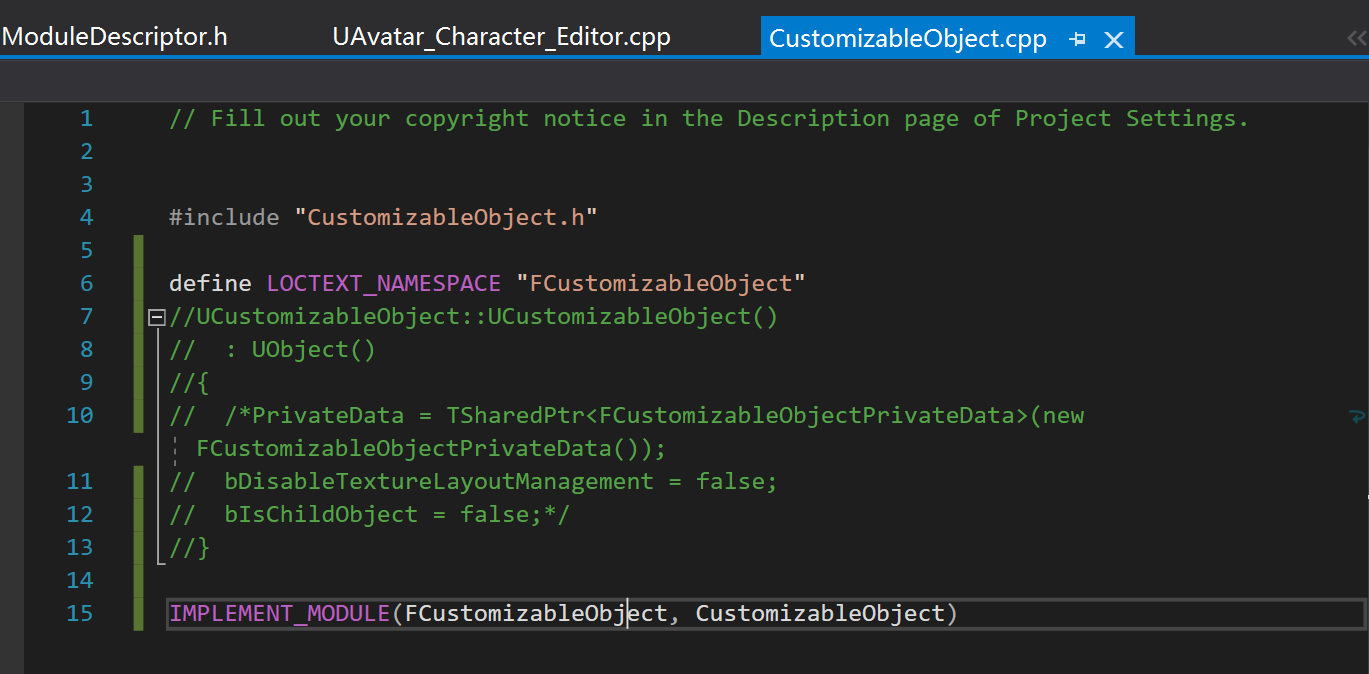 ModuleDescriptor.h UAvatar_Character_Editor.cpp CustomizableObject.cpp
1 // Fill out your copyright notice in the Description page of Project Settings.
2
3
4 #include "CustomizableObject.h"
5
6 define LOCTEXT_NAMESPACE "FCustomizableObject"
7 //UCustomizableObject::UCustomizableObject()
8 //  : UObject()
9 //{
10 //  /*PrivateData = TSharedPtr<FCustomizableObjectPrivateData>(new
FCustomizableObjectPrivateData());
11 //  bDisableTextureLayoutManagement = false;
12 //  bIsChildObject = false;*/
13 //}
14
15 IMPLEMENT_MODULE(FCustomizableObject, CustomizableObject)